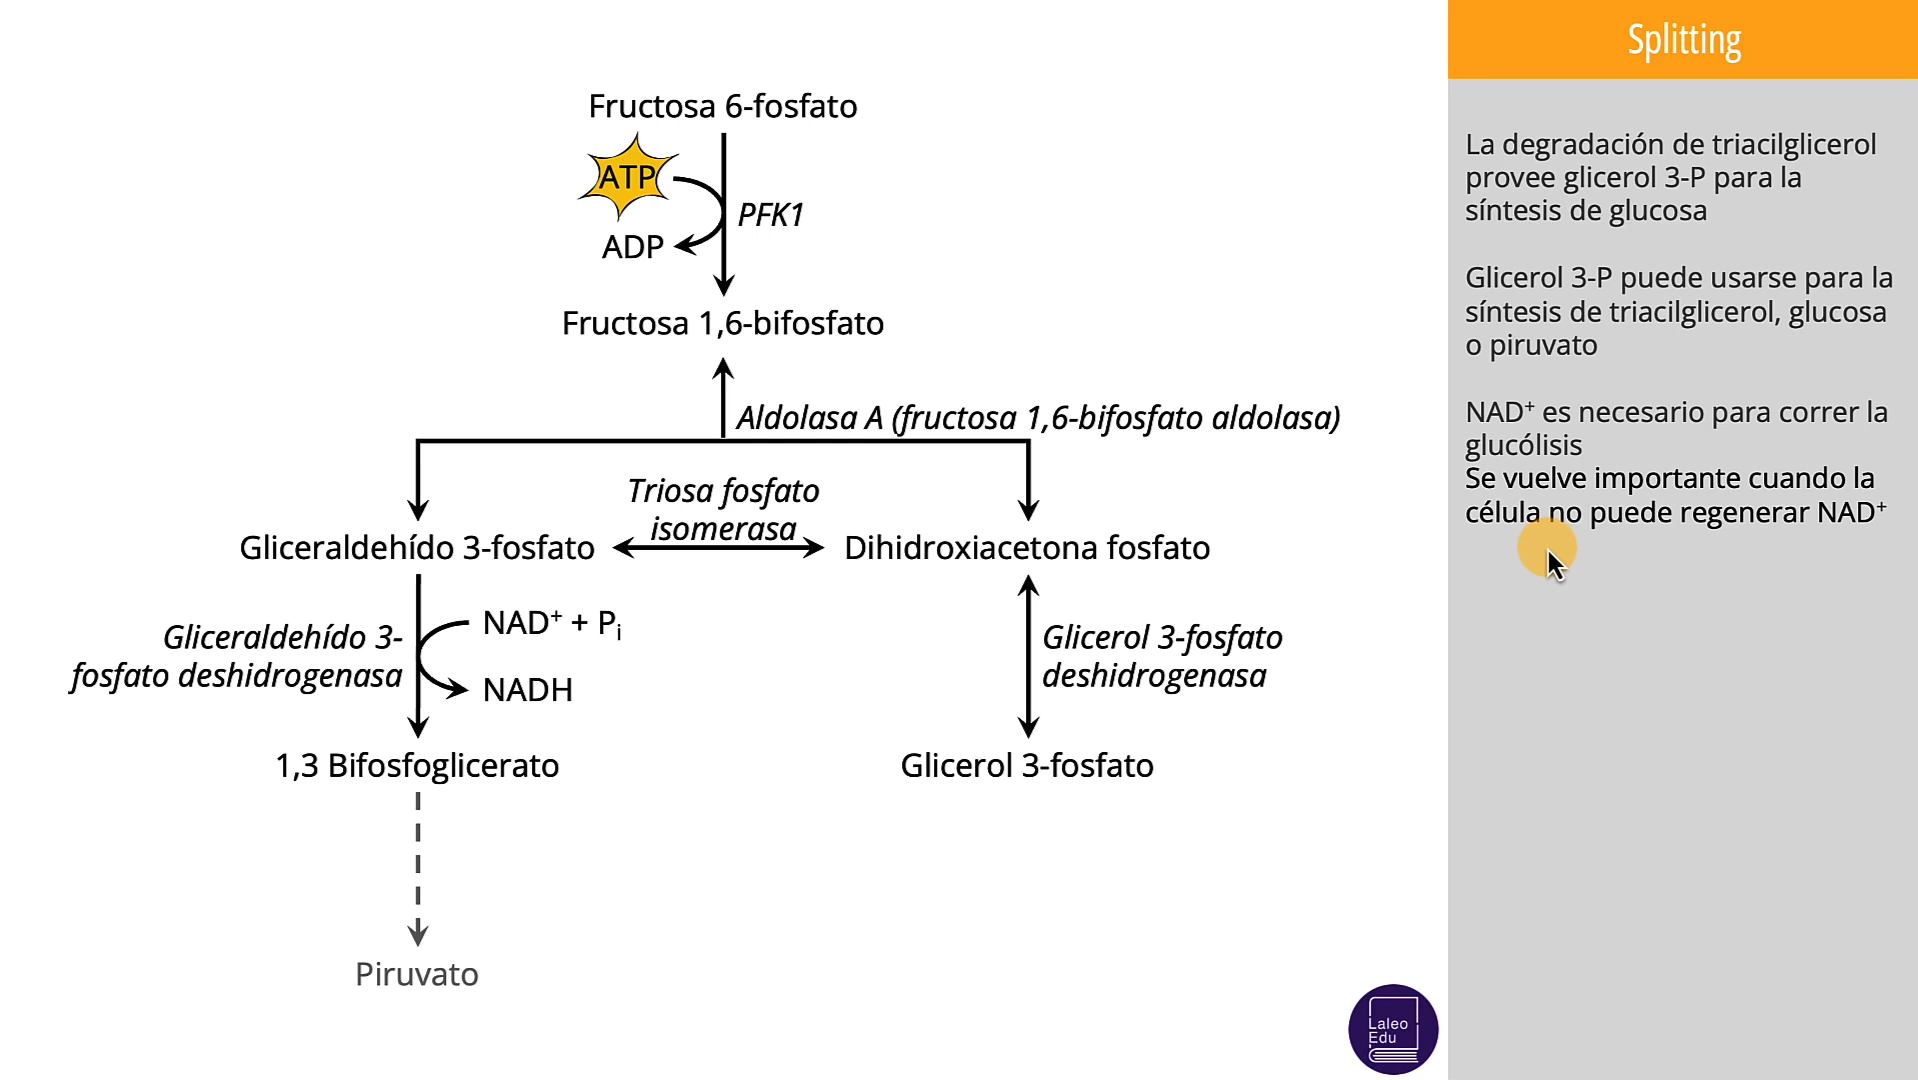 Splitting
Fructosa 6-fosfato
ATP
PFK1
ADP
Fructosa 1,6-bifosfato
Aldolasa A (fructosa 1,6-bifosfato aldolasa)
Triosa fosfato
isomerasa
Gliceraldehído 3-fosfato
Dihidroxiacetona fosfato
NAD⁺ + Pᵢ
Gliceraldehído 3-
fosfato deshidrogenasa
NADH
Glicerol 3-fosfato
deshidrogenasa
1,3 Bifosfoglicerato
Glicerol 3-fosfato
Piruvato
La degradación de triacilglicerol
provee glicerol 3-P para la
síntesis de glucosa
Glicerol 3-P puede usarse para la
síntesis de triacilglicerol, glucosa
o piruvato
NAD⁺ es necesario para correr la
glucólisis
Se vuelve importante cuando la
célula no puede regenerar NAD⁺
Laleo
Edu